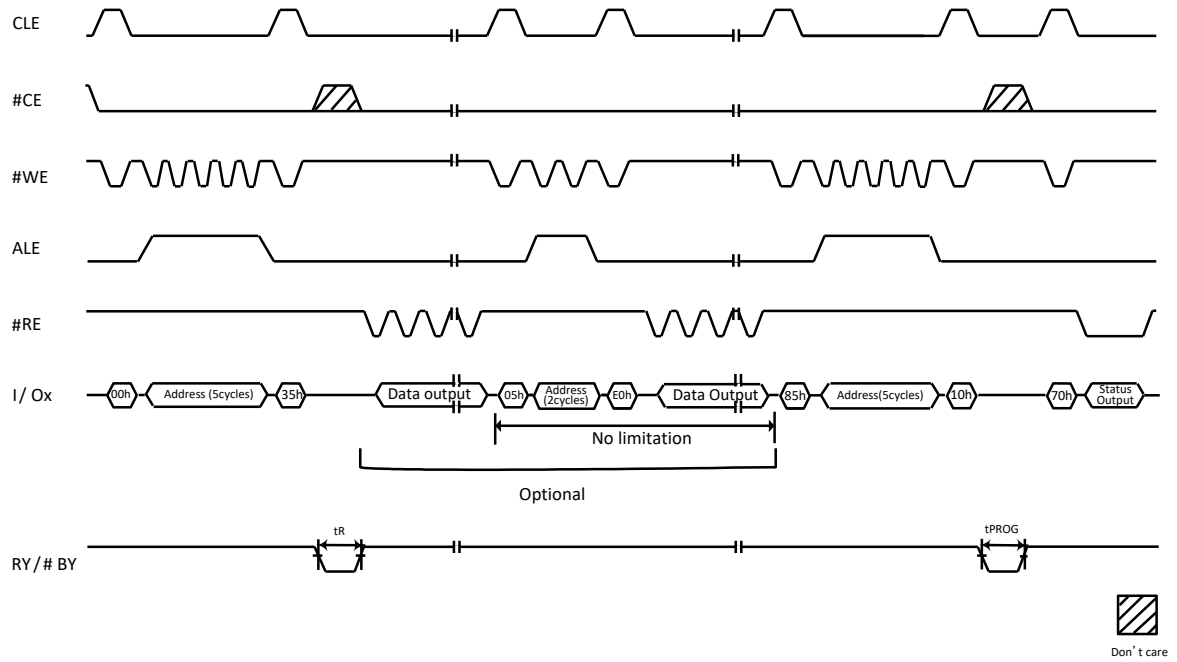 CLE
#CE
#WE
ALE
#RE
I/Ox
00h
Address (5cycles)
35h
Data output
05h
Address
(2cycles)
E0h
Data Output
85h
Address(5cycles)
10h
70h
Status
Output
No limitation
Optional
tR
tPROG
RY/# BY
Don't care